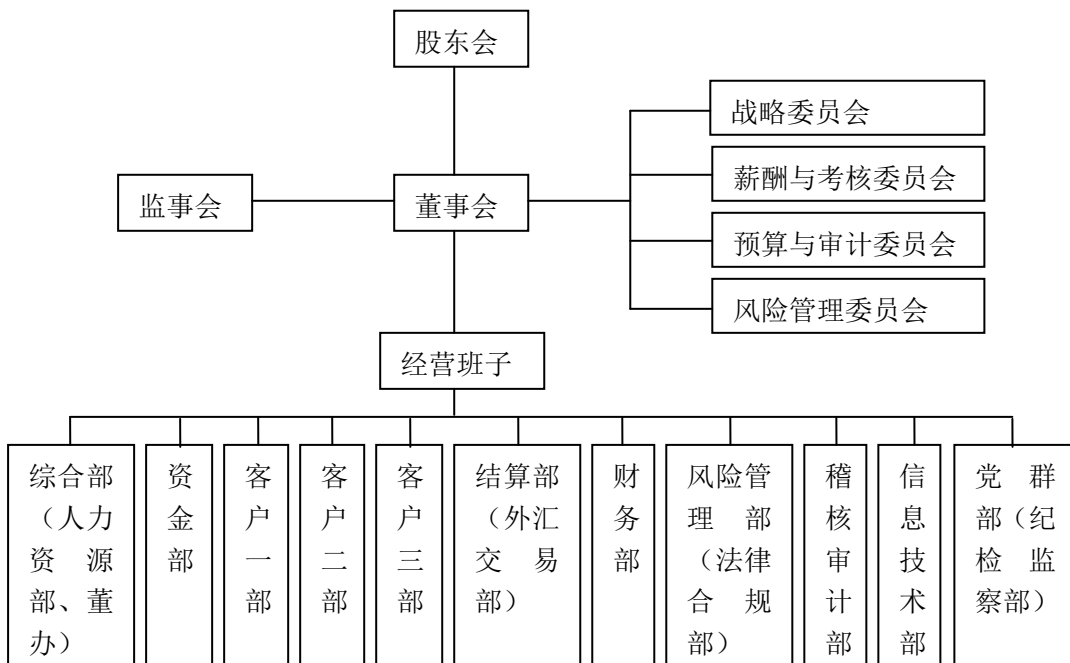 股东会
战略委员会
薪酬与考核委员会
监事会
董事会
预算与审计委员会
风险管理委员会
经营班子
综合部
（人力
资源
部、董
办）
资
金
部
客
户
一
部
客
户
二
部
客
户
三
部
结算部
（外汇
交易
部）
财
务
部
风险管
理部
（法律
合规
部）
稽
核
审
计
部
信
息
技
术
部
党群
部（纪
检监
察部）